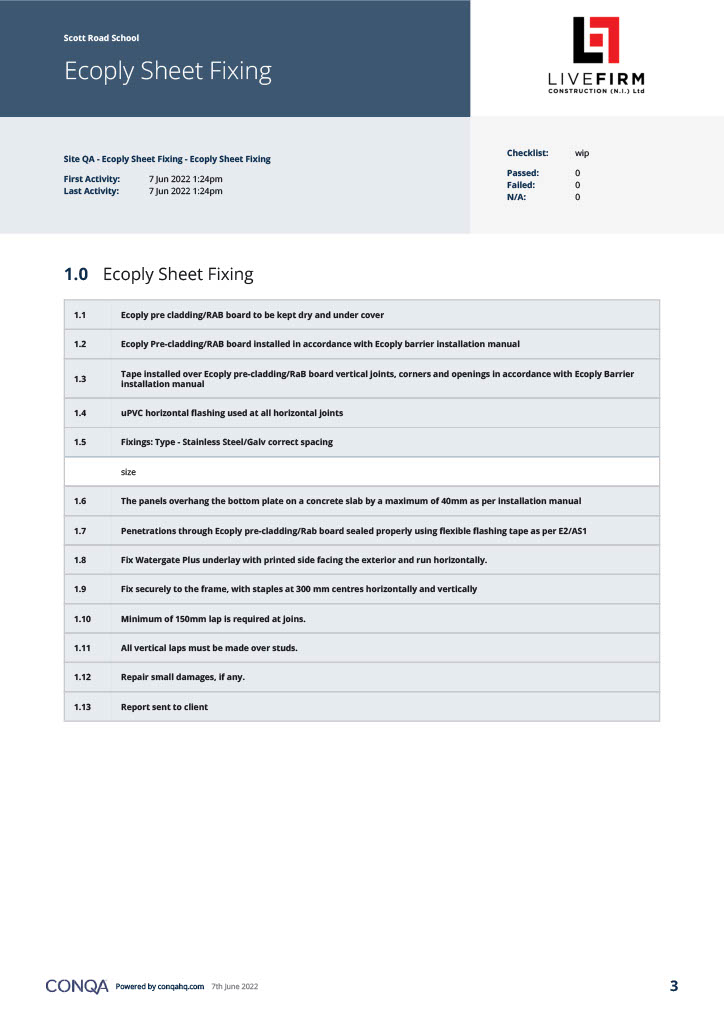 Scott Road School
Ecoply Sheet Fixing
LIVEFIRM
CONSTRUCTION (N.I.) Ltd
Site QA - Ecoply Sheet Fixing - Ecoply Sheet Fixing
First Activity: 7 Jun 2022 1:24pm
Last Activity: 7 Jun 2022 1:24pm
Checklist: wip
Passed: 0
Failed: 0
N/A: 0
1.0 Ecoply Sheet Fixing
1.1 Ecoply pre cladding/RAB board to be kept dry and under cover
1.2 Ecoply Pre-cladding/RAB board installed in accordance with Ecoply barrier installation manual
1.3 Tape installed over Ecoply pre-cladding/RaB board vertical joints, corners and openings in accordance with Ecoply Barrier
installation manual
1.4 uPVC horizontal flashing used at all horizontal joints
1.5 Fixings: Type - Stainless Steel/Galv correct spacing
size
1.6 The panels overhang the bottom plate on a concrete slab by a maximum of 40mm as per installation manual
1.7 Penetrations through Ecoply pre-cladding/Rab board sealed properly using flexible flashing tape as per E2/AS1
1.8 Fix Watergate Plus underlay with printed side facing the exterior and run horizontally.
1.9 Fix securely to the frame, with staples at 300 mm centres horizontally and vertically
1.10 Minimum of 150mm lap is required at joins.
1.11 All vertical laps must be made over studs.
1.12 Repair small damages, if any.
1.13 Report sent to client
CONQA Powered by conqahq.com 7th June 2022 3